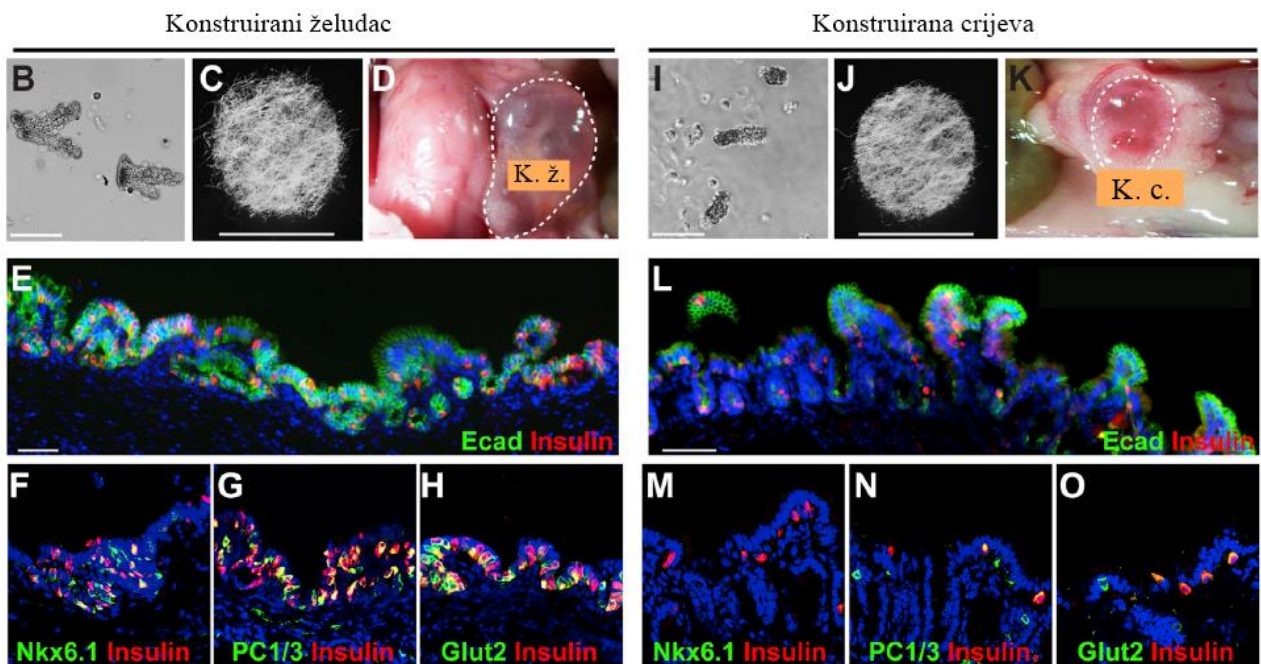 Konstruirani želudac
Konstruirana crijeva
B C D I J K
K. ž.
K. c.
E L
Ecad Insulin
Ecad Insulin
F G H M N O
Nkx6.1 Insulin PC1/3 Insulin Glut2 Insulin Nkx6.1 Insulin PC1/3 Insulin Glut2 Insulin